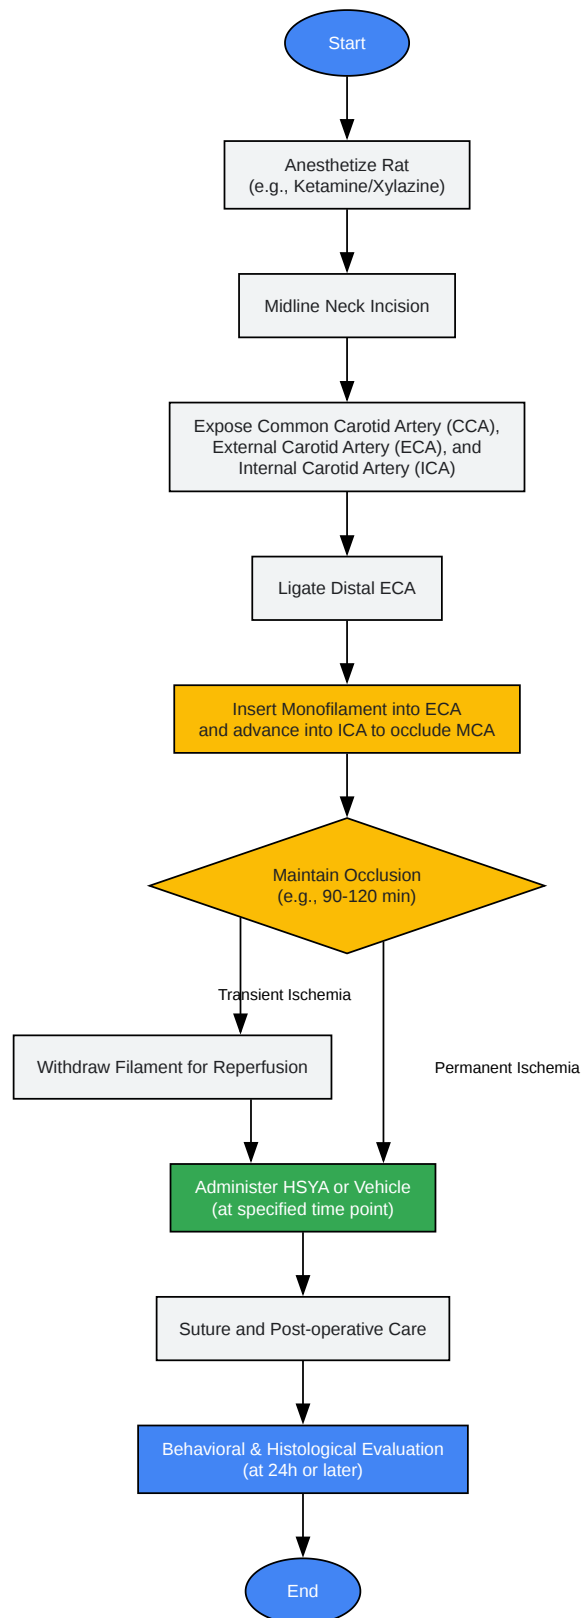 Start
Anesthetize Rat
(e.g., Ketamine/Xylazine)
Midline Neck Incision
Expose Common Carotid Artery (CCA),
External Carotid Artery (ECA), and
Internal Carotid Artery (ICA)
Ligate Distal ECA
Insert Monofilament into ECA
and advance into ICA to occlude MCA
Maintain Occlusion
(e.g., 90-120 min)
Transient Ischemia
Withdraw Filament for Reperfusion
Permanent Ischemia
Administer HSYA or Vehicle
(at specified time point)
Suture and Post-operative Care
Behavioral & Histological Evaluation
(at 24h or later)
End